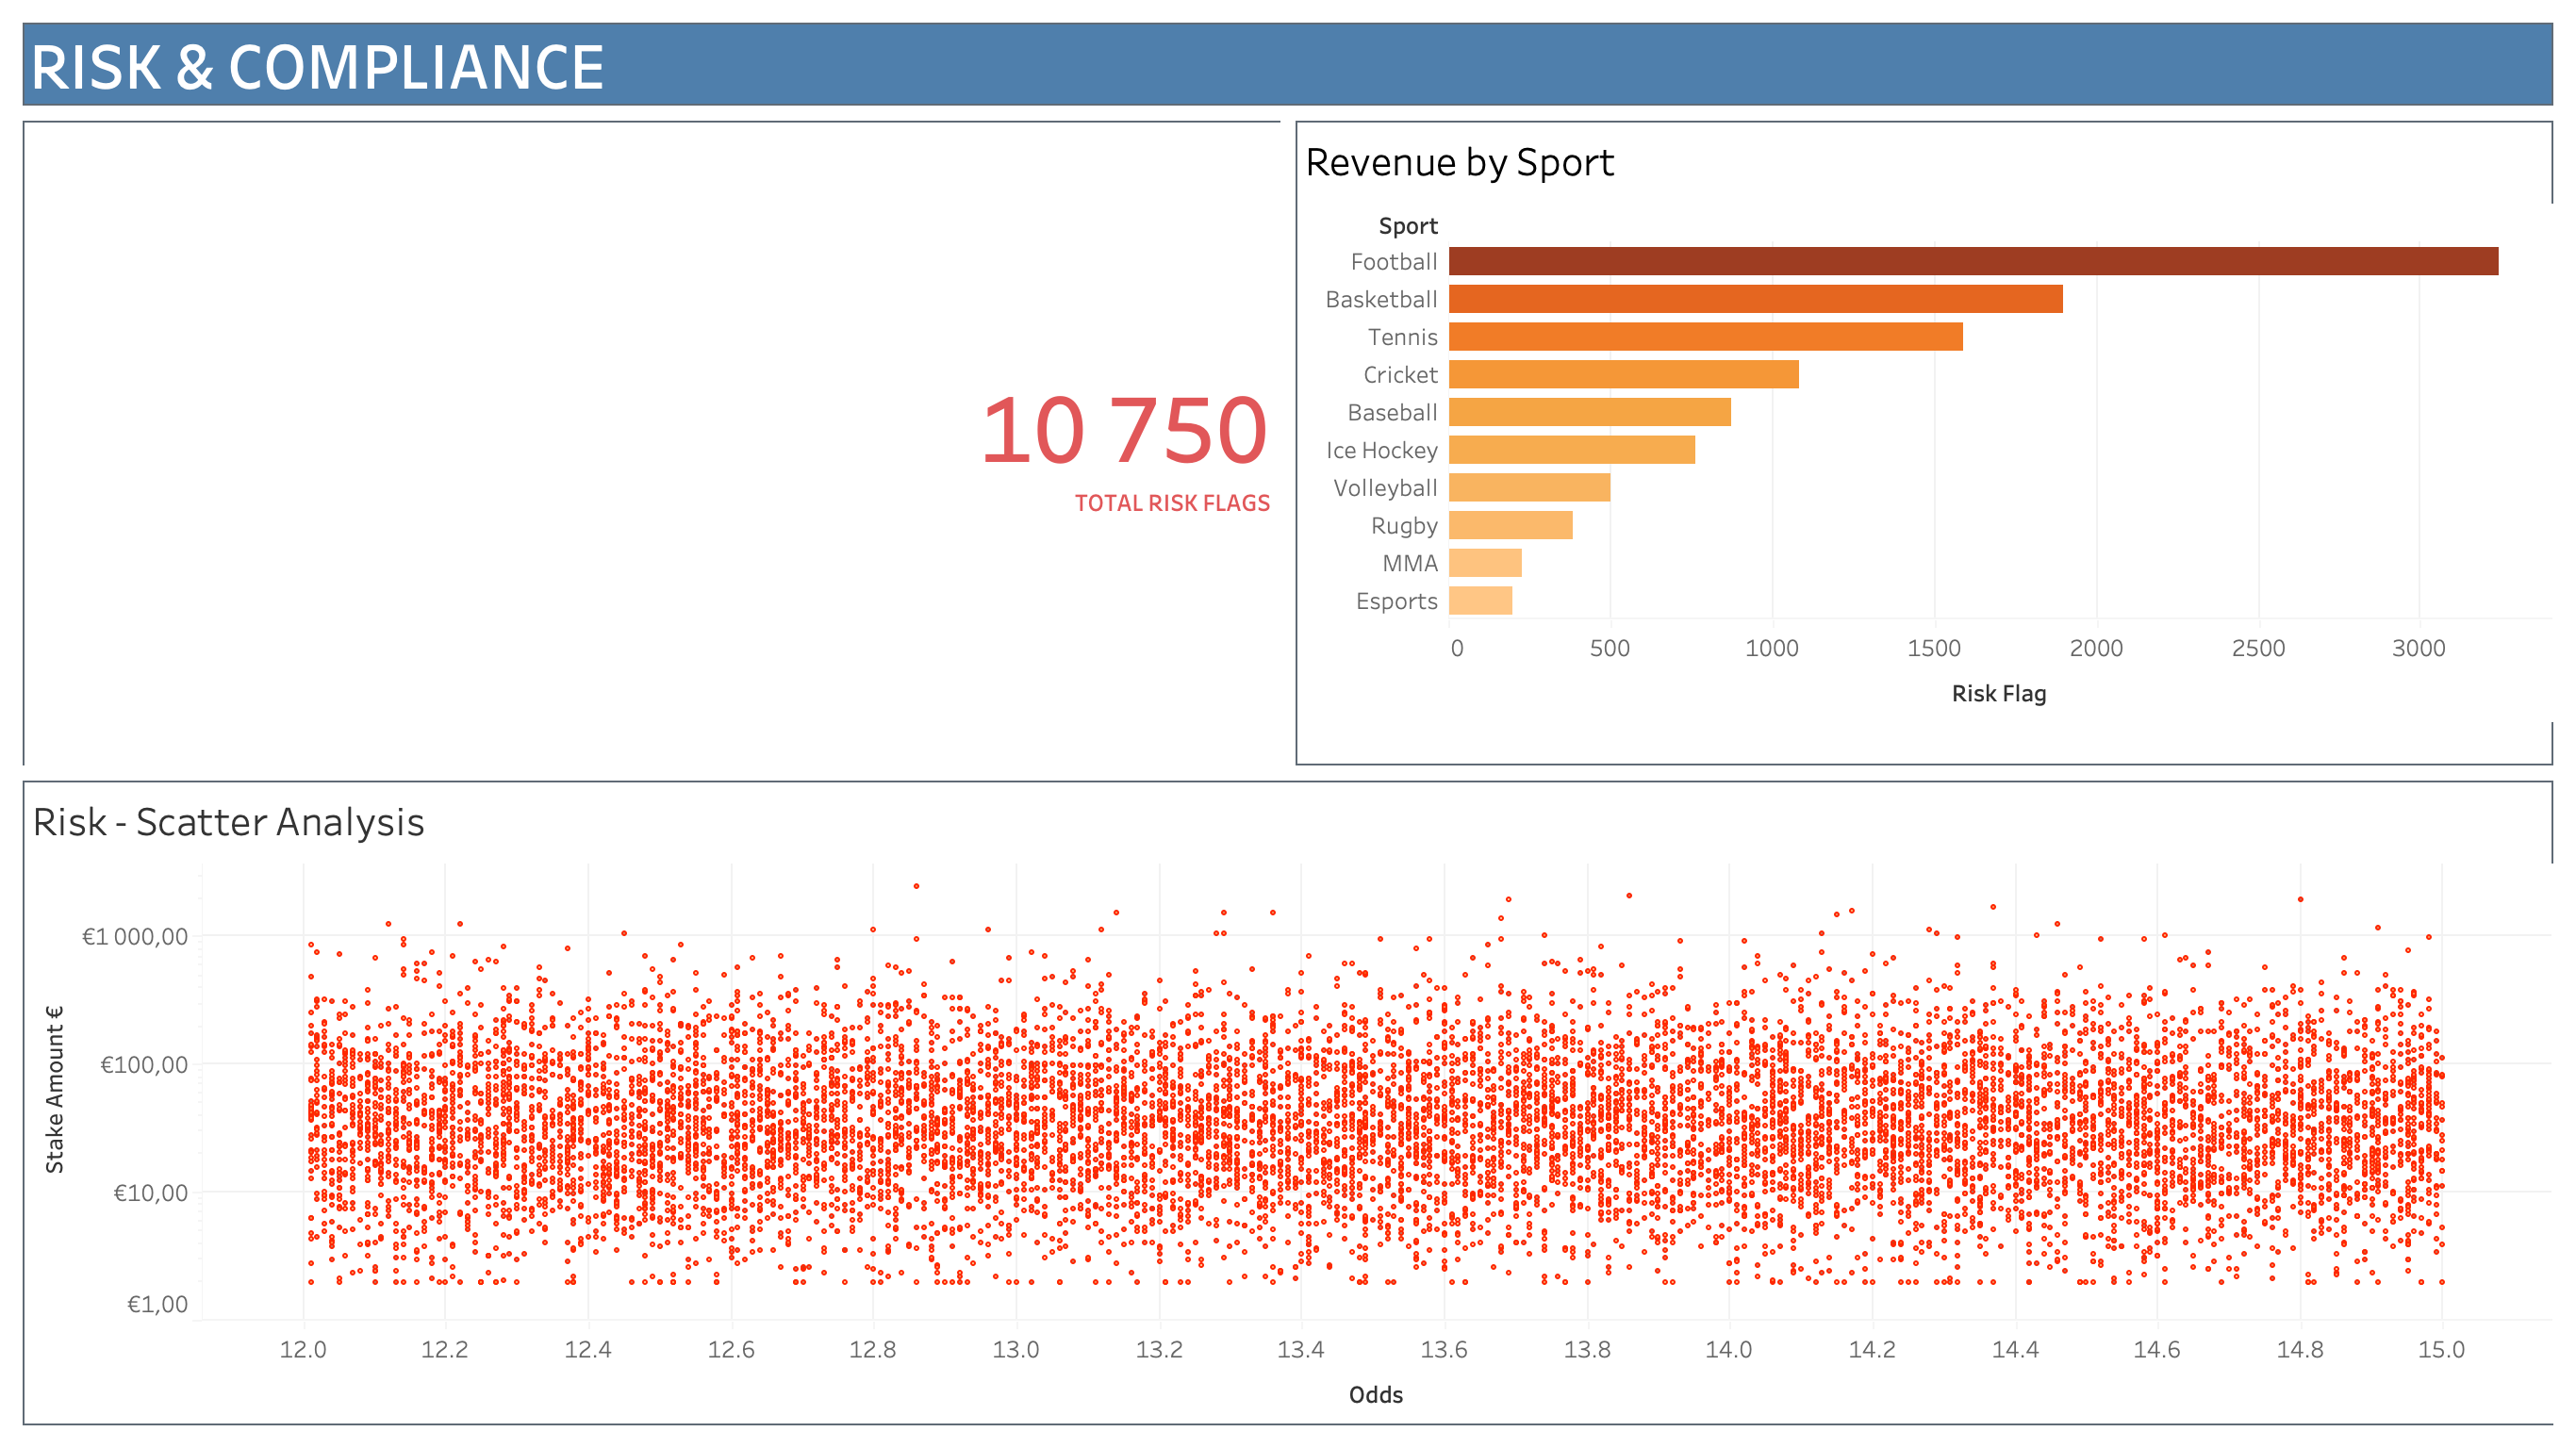 RISK & COMPLIANCE
10 750
TOTAL RISK FLAGS
Revenue by Sport
Sport
Football
Basketball
Tennis
Cricket
Baseball
Ice Hockey
Volleyball
Rugby
MMA
Esports
0 500 1000 1500 2000 2500 3000
Risk Flag
Risk - Scatter Analysis
Stake Amount €
€1 000,00
€100,00
€10,00
€1,00
12.0 12.2 12.4 12.6 12.8 13.0 13.2 13.4 13.6 13.8 14.0 14.2 14.4 14.6 14.8 15.0
Odds